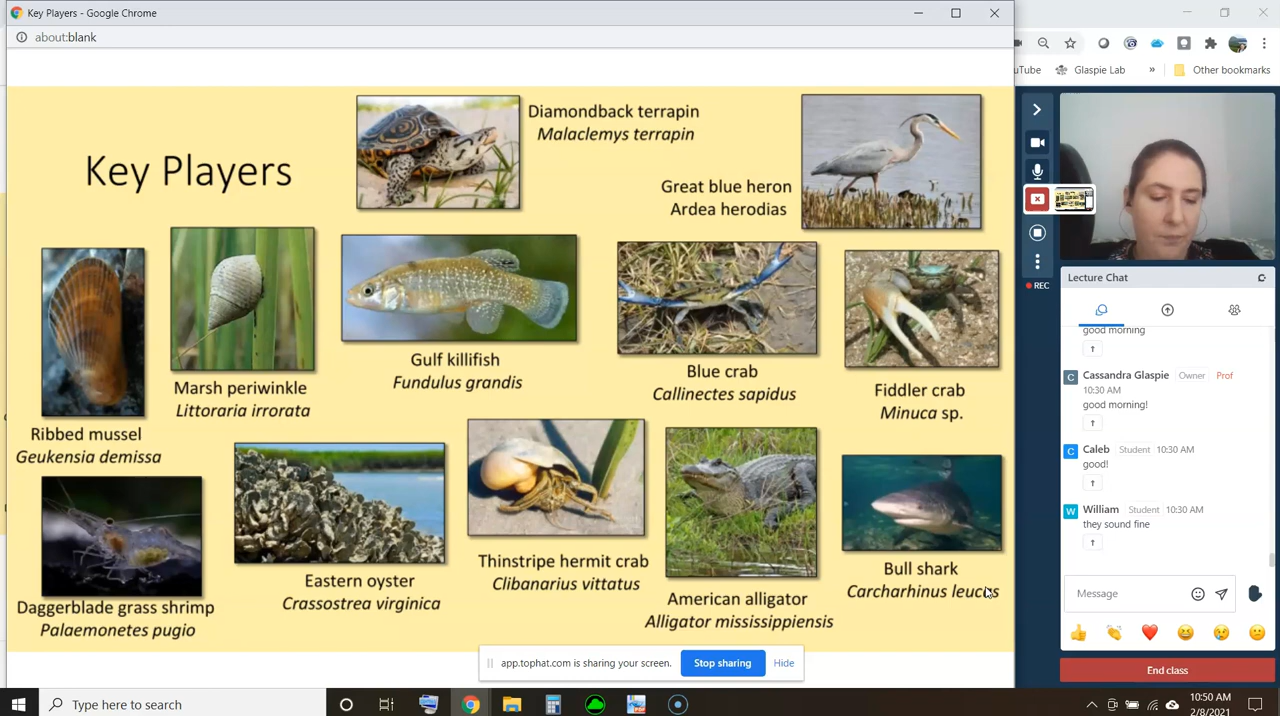 Key Players - Google Chrome
about:blank
Key Players
Diamondback terrapin
Malaclemys terrapin
Great blue heron
Ardea herodias
Ribbed mussel
Geukensia demissa
Marsh periwinkle
Littoraria irrorata
Gulf killifish
Fundulus grandis
Blue crab
Callinectes sapidus
Fiddler crab
Minuca sp.
Daggerblade grass shrimp
Palaemonetes pugio
Eastern oyster
Crassostrea virginica
Thinstripe hermit crab
Clibanarius vittatus
American alligator
Alligator mississippiensis
Bull shark
Carcharhinus leucas
app.tophat.com is sharing your screen.
Stop sharing
Hide
uTube
Glaspie Lab
»
Other bookmarks
REC
Lecture Chat
good morning
C
Cassandra Glaspie Owner Prof
10:30 AM
good morning!
C
Caleb Student 10:30 AM
good!
W
William Student 10:30 AM
they sound fine
Message
End class
Type here to search
10:50 AM
2/8/2021